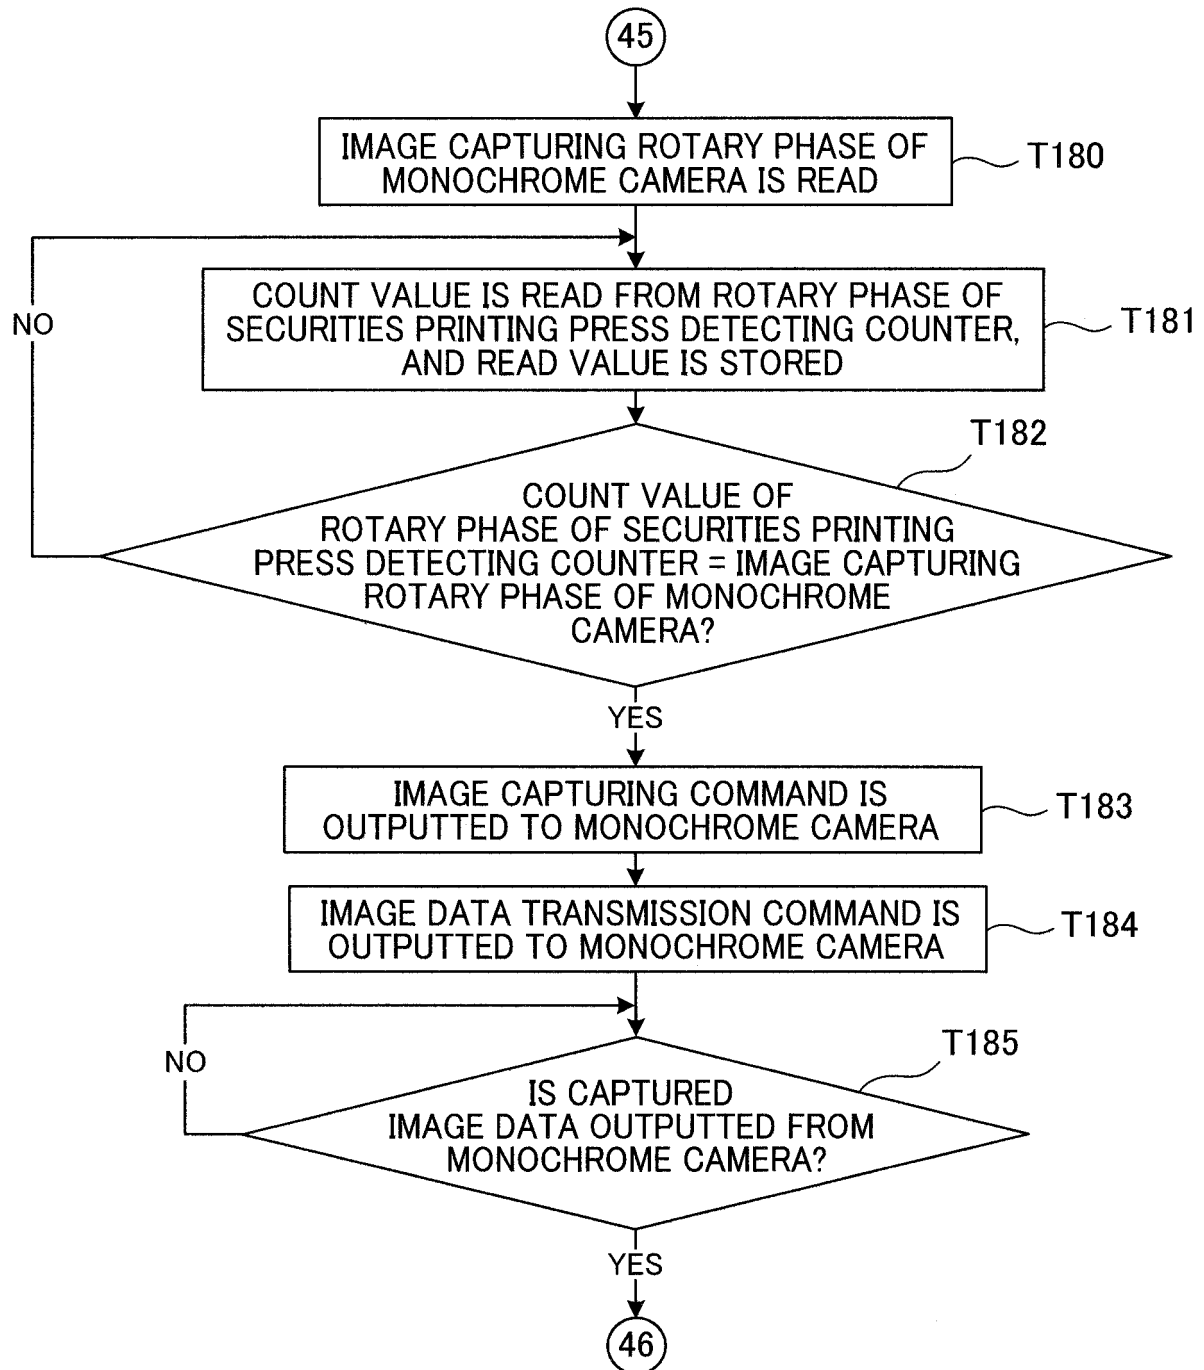 45
IMAGE CAPTURING ROTARY PHASE OF
MONOCHROME CAMERA IS READ
T180
COUNT VALUE IS READ FROM ROTARY PHASE OF
SECURITIES PRINTING PRESS DETECTING COUNTER,
AND READ VALUE IS STORED
T181
NO
T182
COUNT VALUE OF
ROTARY PHASE OF SECURITIES PRINTING
PRESS DETECTING COUNTER = IMAGE CAPTURING
ROTARY PHASE OF MONOCHROME
CAMERA?
YES
IMAGE CAPTURING COMMAND IS
OUTPUTTED TO MONOCHROME CAMERA
T183
IMAGE DATA TRANSMISSION COMMAND IS
OUTPUTTED TO MONOCHROME CAMERA
T184
NO
T185
IS CAPTURED
IMAGE DATA OUTPUTTED FROM
MONOCHROME CAMERA?
YES
46